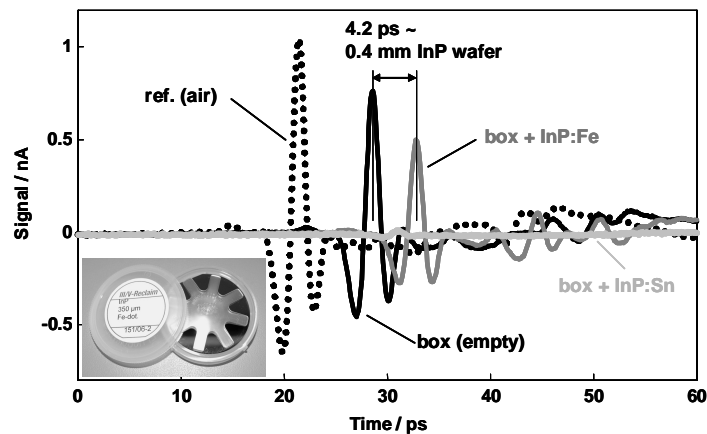 4.2 ps ~
0.4 mm InP wafer
1
ref. (air)
0.5
box + InP:Fe
Signal / nA
0
box + InP:Sn
III/V-Reclaim
InP
350 µm
Fe-dot.
151/06-2
-0.5
box (empty)
0
10
20
30
40
50
60
Time / ps